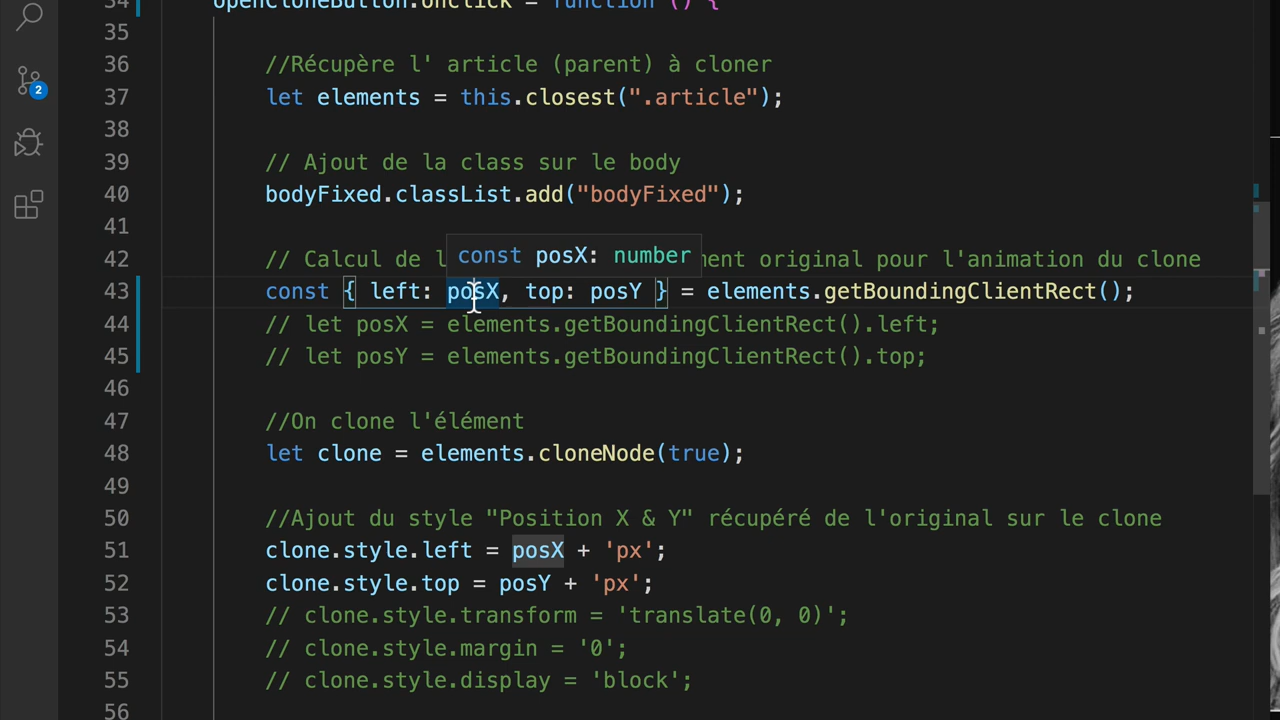 34 openCloneButton.onclick = function () {
35
36 //Récupère l' article (parent) à cloner
37 let elements = this.closest(".article");
38
39 // Ajout de la class sur le body
40 bodyFixed.classList.add("bodyFixed");
41
const posX: number
42 // Calcul de l ment original pour l'animation du clone
43 const { left: posX, top: posY } = elements.getBoundingClientRect();
44 // let posX = elements.getBoundingClientRect().left;
45 // let posY = elements.getBoundingClientRect().top;
46
47 //On clone l'élément
48 let clone = elements.cloneNode(true);
49
50 //Ajout du style "Position X & Y" récupéré de l'original sur le clone
51 clone.style.left = posX + 'px';
52 clone.style.top = posY + 'px';
53 // clone.style.transform = 'translate(0, 0)';
54 // clone.style.margin = '0';
55 // clone.style.display = 'block';
56
2